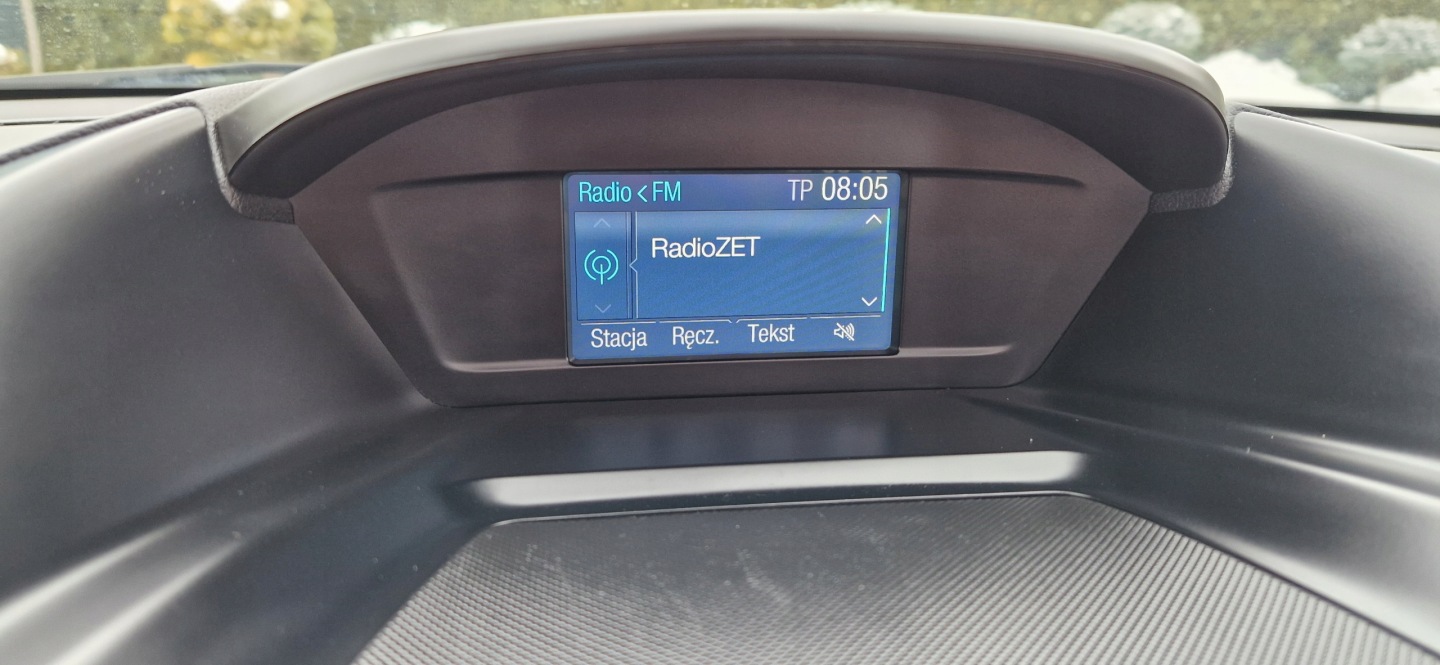 Radio < FM TP 08:05
RadioZET
Stacja Ręcz. Tekst